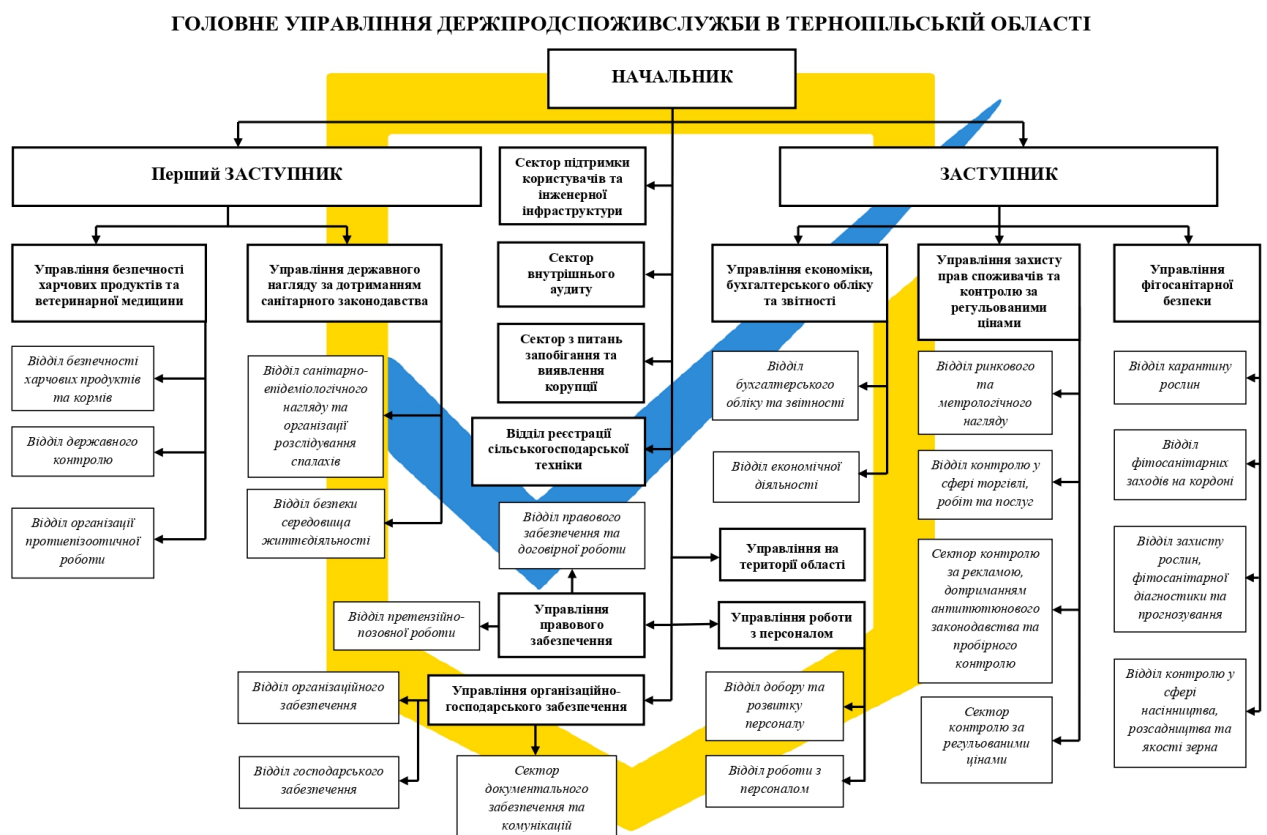 ГОЛОВНЕ УПРАВЛІННЯ ДЕРЖПРОДСПОЖИВСЛУЖБИ В ТЕРНОПІЛЬСЬКІЙ ОБЛАСТІ
НАЧАЛЬНИК
Перший ЗАСТУПНИК
ЗАСТУПНИК
Сектор підтримки
користувачів та
інженерної
інфраструктури
Сектор
внутрішнього
аудиту
Сектор з питань
запобігання та
виявлення
корупції
Відділ реєстрації
сільськогосподарської
техніки
Управління безпечності
харчових продуктів та
ветеринарної медицини
Відділ безпечності
харчових продуктів
та кормів
Відділ державного
контролю
Відділ організації
протиепізоотичної
роботи
Управління державного
нагляду за дотриманням
санітарного законодавства
Відділ санітарно-
епідеміологічного
нагляду та
організації
розслідування
спалахів
Відділ безпеки
середовища
життєдіяльності
Управління економіки,
бухгалтерського обліку
та звітності
Відділ
бухгалтерського
обліку та звітності
Відділ економічної
діяльності
Управління захисту
прав споживачів та
контролю за
регульованими
цінами
Відділ ринкового
та
метрологічного
нагляду
Відділ контролю у
сфері торгівлі,
робіт та послуг
Сектор контролю
за рекламою,
дотриманням
антитютюнового
законодавства та
пробірного
контролю
Сектор
контролю за
регульованими
цінами
Управління
фітосанітарної
безпеки
Відділ карантину
рослин
Відділ
фітосанітарних
заходів на кордоні
Відділ захисту
рослин,
фітосанітарної
діагностики та
прогнозування
Відділ контролю у
сфері
насінництва,
розсадництва та
якості зерна
Відділ правового
забезпечення та
договірної роботи
Управління на
території області
Відділ претензійно-
позовної роботи
Управління
правового
забезпечення
Управління роботи
з персоналом
Відділ організаційного
забезпечення
Управління організаційно-
господарського забезпечення
Відділ добору та
розвитку
персоналу
Відділ господарського
забезпечення
Сектор
документального
забезпечення та
комунікацій
Відділ роботи з
персоналом